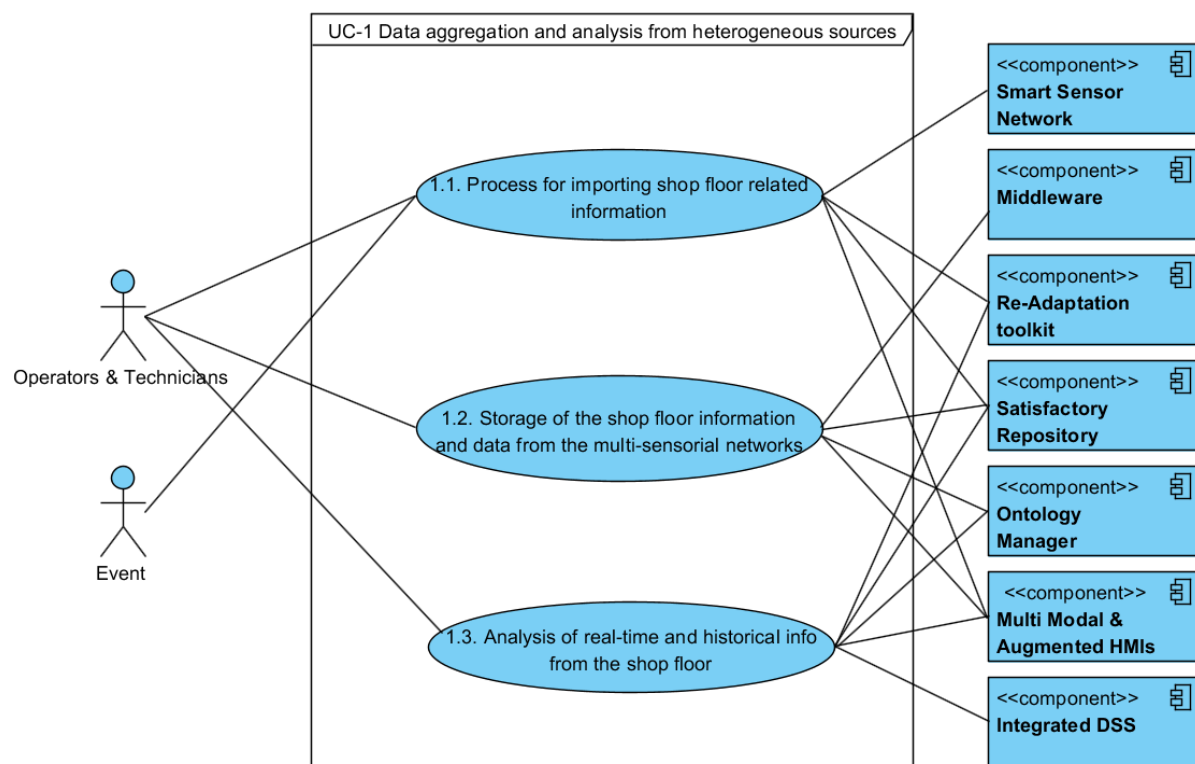 UC-1 Data aggregation and analysis from heterogeneous sources
1.1. Process for importing shop floor related
information
1.2. Storage of the shop floor information
and data from the multi-sensorial networks
1.3. Analysis of real-time and historical info
from the shop floor
Operators & Technicians
Event
<<component>>
Smart Sensor
Network
<<component>>
Middleware
<<component>>
Re-Adaptation
toolkit
<<component>>
Satisfactory
Repository
<<component>>
Ontology
Manager
<<component>>
Multi Modal &
Augmented HMIs
<<component>>
Integrated DSS